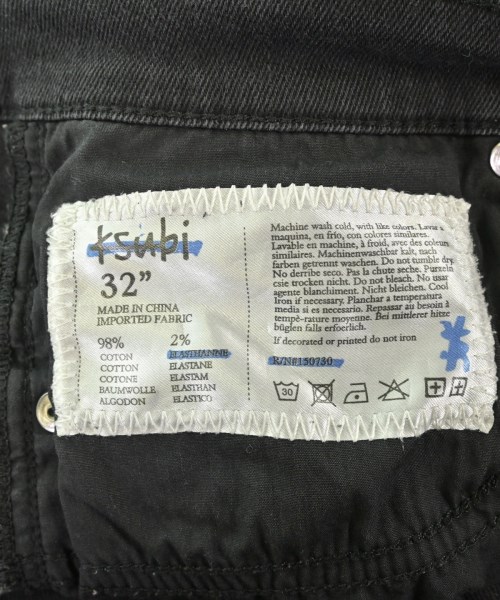 ksubi
32”
MADE IN CHINA
IMPORTED FABRIC
98%
COTON
COTTON
COTONE
BAUMWOLLE
ALGODON
2%
ELASTHANNE
ELASTANE
ELASTAM
ELASTHAN
ELASTICO
Machine wash cold, with like colors. Lavar a
maquina, en frio, con colores similares.
Lavable en machine, à froid, avec des coleurs
similaires. Machinenwaschbar kalt, nach
farben getrennt waschen. Do not tumble dry.
No derribe seco. Pas la chute seche. Purzeln
csie trocken nicht. Do not bleach. No usar
agente blanchiment. Nicht bleichen. Cool
Iron if necessary. Planchar a temperatura
media si es necesario. Repassar au besoin à
tempé-rature moyenne. Bei mittlerer hitze
büglen falls erfoerlich.
If decorated or printed do not iron
R/N#150730
30